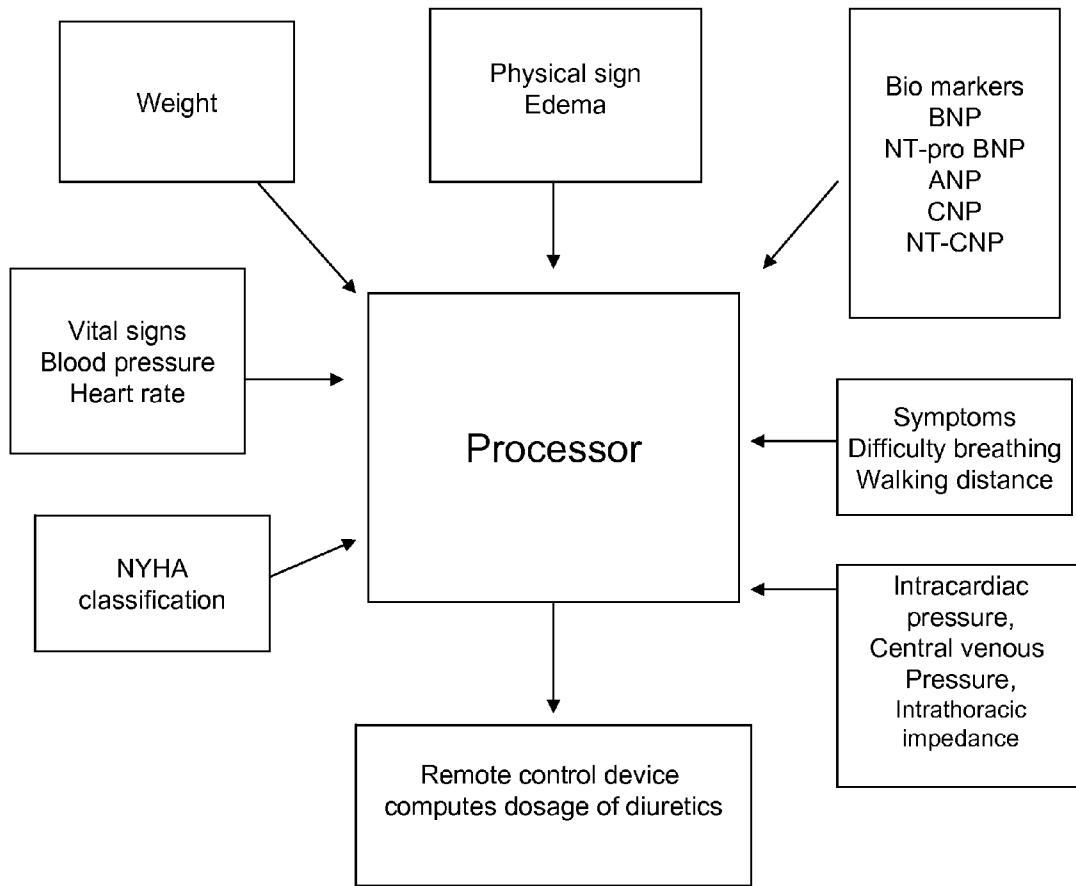 Weight
Physical sign
Edema
Bio markers
BNP
NT-pro BNP
ANP
CNP
NT-CNP
Vital signs
Blood pressure
Heart rate
Processor
Symptoms
Difficulty breathing
Walking distance
NYHA
classification
Intracardiac
pressure,
Central venous
Pressure,
Intrathoracic
impedance
Remote control device
computes dosage of diuretics